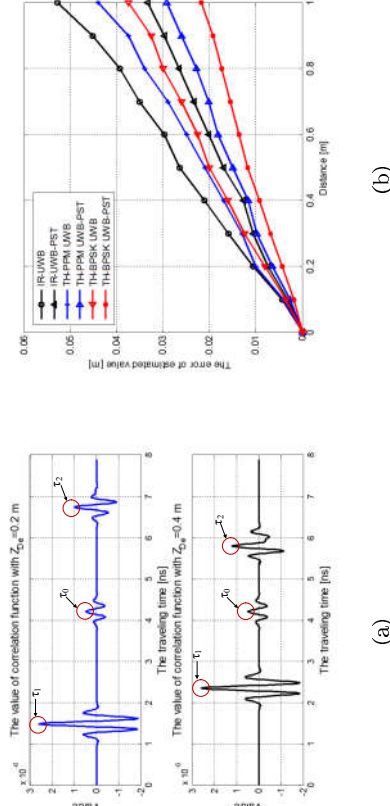 x 10⁻⁶
The value of correlation function with Z_De=0.2 m
3
2
1
0
-1
-2
0 1 2 3 4 5 6 7 8
The traveling time [ns]
τ₁
τ₀
τ₂
x 10⁻⁶
The value of correlation function with Z_De=0.4 m
Value
3
2
1
0
-1
-2
0 1 2 3 4 5 6 7 8
The traveling time [ns]
τ₁
τ₀
τ₂
(a)
The error of estimated value [m]
0.06
0.05
0.04
0.03
0.02
0.01
0
0 0.2 0.4 0.6 0.8 1
Distance [m]
IR-UWB
IR-UWB-PST
TH-PPM UWB
TH-PPM UWB-PST
TH-BPSK UWB
TH-BPSK UWB-PST
(b)